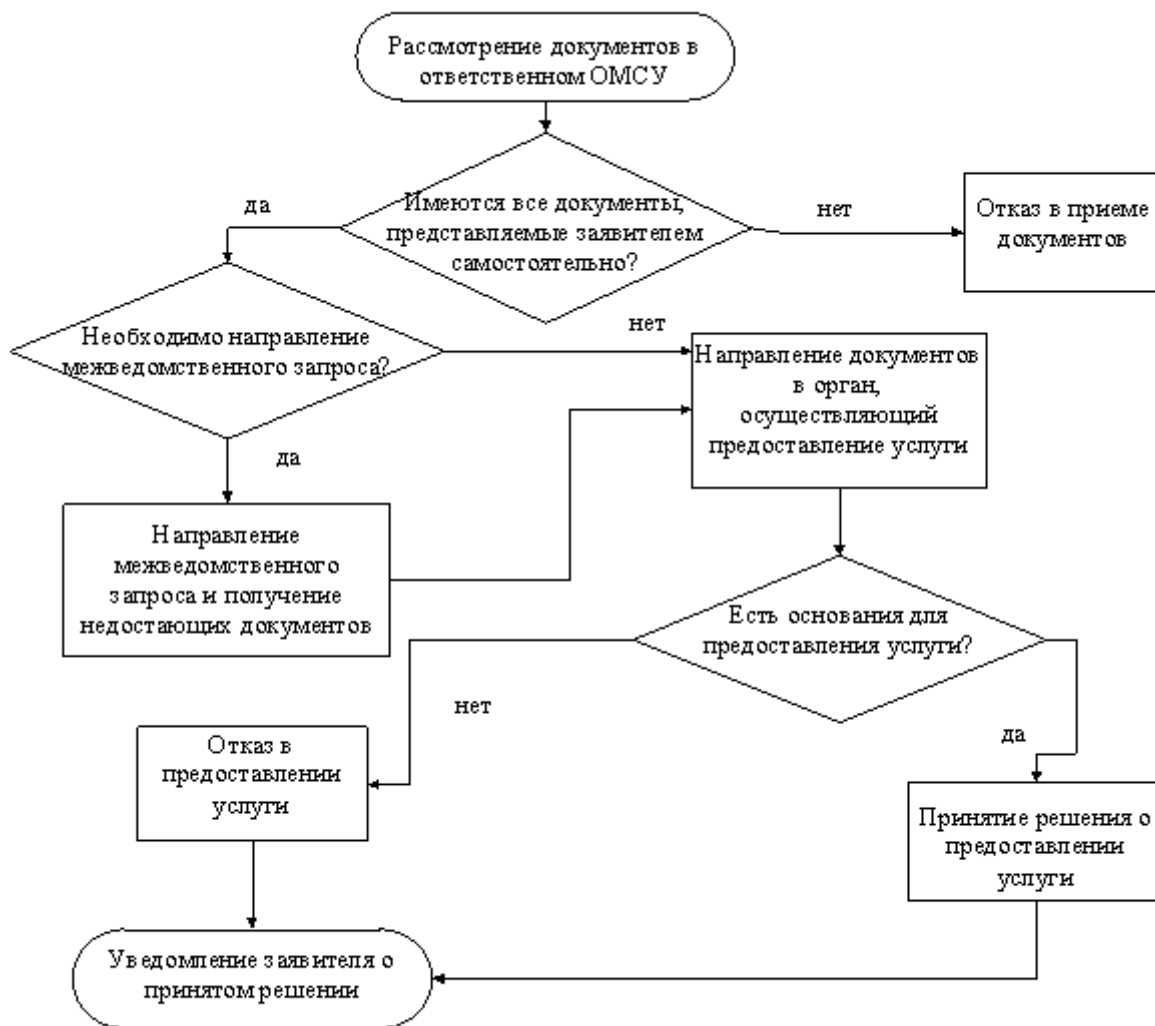 Рассмотрение документов в
ответственном ОМСУ
да
Имеются все документы,
представляемые заявителем
самостоятельно?
нет
Отказ в приеме
документов
Необходимо направление
межведомственного запроса?
нет
Направление документов
в орган,
осуществляющий
предоставление услуги
да
Направление
межведомственного
запроса и получение
недостающих документов
Есть основания для
предоставления услуги?
нет
да
Отказ в
предоставлении
услуги
Принятие решения о
предоставлении
услуги
Уведомление заявителя о
принятом решении